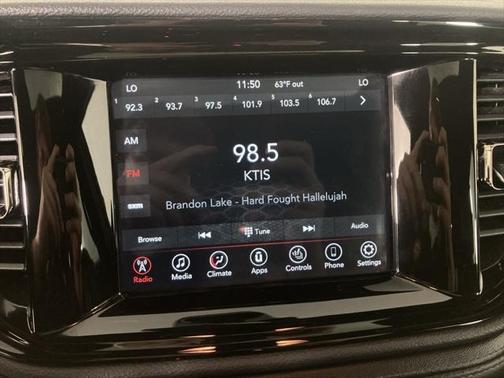 LO 11:50 63°F out LO
1 92.3 2 93.7 3 97.5 4 101.9 5 103.5 6 106.7
AM
FM
sxm
98.5
KTIS
Brandon Lake - Hard Fought Hallelujah
Browse Tune Audio
Radio Media Climate Apps Controls Phone Settings